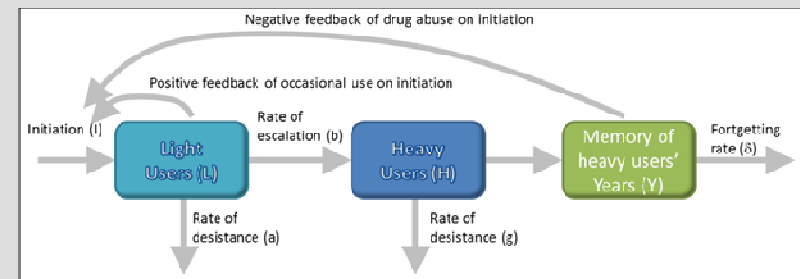 Negative feedback of drug abuse on initiation
Positive feedback of occasional use on initiation
Initiation (I)
Light
Users (L)
Rate of
escalation (b)
Heavy
Users (H)
Memory of
heavy users'
Years (Y)
Fortgetting
rate (δ)
Rate of
desistance (a)
Rate of
desistance (g)